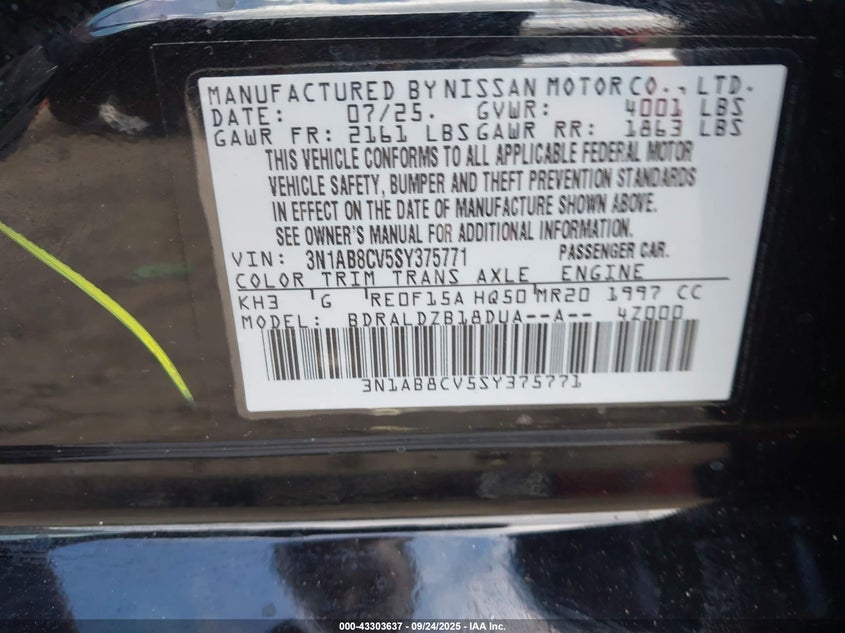 MANUFACTURED BY NISSAN MOTOR CO., LTD.
DATE: 07/25. GVWR: 4001 LBS
GAWR FR: 2161 LBS GAWR RR: 1863 LBS
THIS VEHICLE CONFORMS TO ALL APPLICABLE FEDERAL MOTOR
VEHICLE SAFETY, BUMPER AND THEFT PREVENTION STANDARDS
IN EFFECT ON THE DATE OF MANUFACTURE SHOWN ABOVE.
SEE OWNER'S MANUAL FOR ADDITIONAL INFORMATION.
VIN: 3N1AB8CV5SY375771 PASSENGER CAR.
COLOR TRIM TRANS AXLE ENGINE
KH3 G RE0F15A HQ50 MR20 1997 CC
MODEL: BDRALDZB18DUA--A-- 4Z000
3N1AB8CV5SY375771
000-43303637 - 09/24/2025 - IAA Inc.